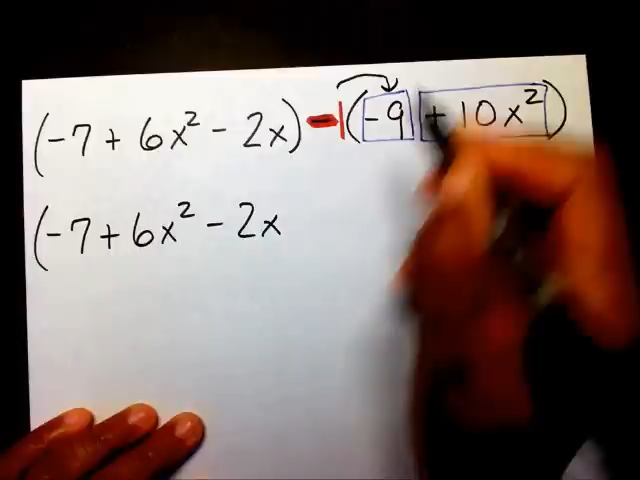 (-7 + 6x² - 2x) - 1(-9 + 10x²)
(-7 + 6x² - 2x